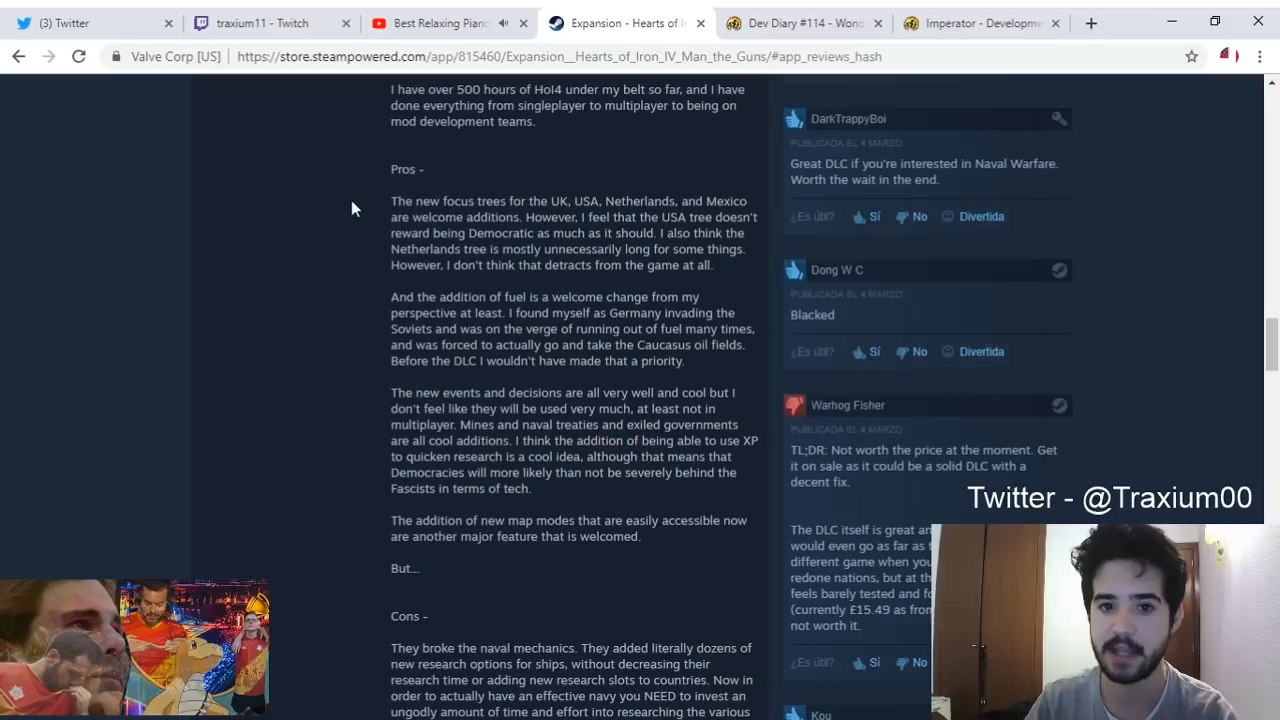 (3) Twitter
traxium11 - Twitch
Best Relaxing Piano
Expansion - Hearts of I
Dev Diary #114 - Won
Imperator - Developm
Valve Corp [US]
https://store.steampowered.com/app/815460/Expansion__Hearts_of_Iron_IV_Man_the_Guns/#app_reviews_hash
I have over 500 hours of HoI4 under my belt so far, and I have
done everything from singleplayer to multiplayer to being on
mod development teams.
Pros -
The new focus trees for the UK, USA, Netherlands, and Mexico
are welcome additions. However, I feel that the USA tree doesn't
reward being Democratic as much as it should. I also think the
Netherlands tree is mostly unnecessarily long for some things.
However, I don't think that detracts from the game at all.
And the addition of fuel is a welcome change from my
perspective at least. I found myself as Germany invading the
Soviets and was on the verge of running out of fuel many times,
and was forced to actually go and take the Caucasus oil fields.
Before the DLC I wouldn't have made that a priority.
The new events and decisions are all very well and cool but I
don't feel like they will be used very much, at least not in
multiplayer. Mines and naval treaties and exiled governments
are all cool additions. I think the addition of being able to use XP
to quicken research is a cool idea, although that means that
Democracies will more likely than not be severely behind the
Fascists in terms of tech.
The addition of new map modes that are easily accessible now
are another major feature that is welcomed.
But...
Cons -
They broke the naval mechanics. They added literally dozens of
new research options for ships, without decreasing their
research time or adding new research slots to countries. Now in
order to actually have an effective navy you NEED to invest an
ungodly amount of time and effort into researching the various
DarkTrappyBoi
PUBLICADA EL 4 MARZO
Great DLC if you're interested in Naval Warfare.
Worth the wait in the end.
¿Es útil? Sí No Divertida
Dong W C
PUBLICADA EL 4 MARZO
Blacked
¿Es útil? Sí No Divertida
Warhog Fisher
PUBLICADA EL 4 MARZO
TL;DR: Not worth the price at the moment. Get
it on sale as it could be a solid DLC with a
decent fix.
The DLC itself is great an
would even go as far as t
different game when you
redone nations, but at th
feels barely tested and fo
(currently £15.49 as from
not worth it.
¿Es útil? Sí No
Kou
Twitter - @Traxium00